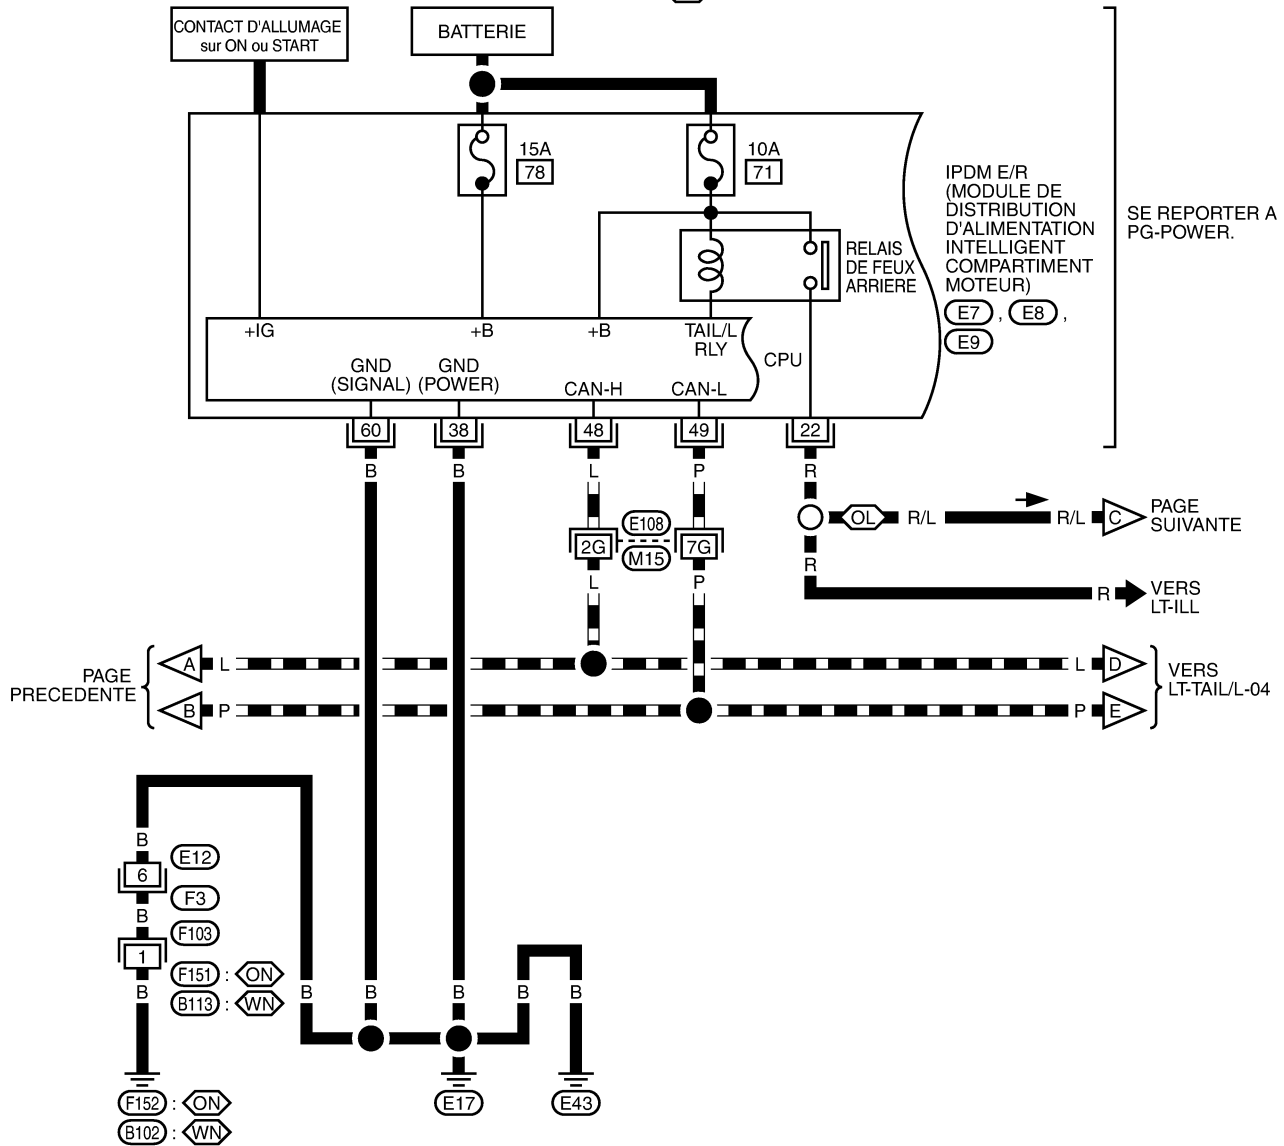 CONTACT D'ALLUMAGE
sur ON ou START
BATTERIE
15A
78
10A
71
IPDM E/R
(MODULE DE
DISTRIBUTION
D'ALIMENTATION
INTELLIGENT
COMPARTIMENT
MOTEUR)
E7 , E8 ,
E9
SE REPORTER A
PG-POWER.
RELAIS
DE FEUX
ARRIERE
+IG
+B
+B
TAIL/L
RLY
CPU
GND
(SIGNAL)
GND
(POWER)
CAN-H
CAN-L
60
38
48
49
22
B
B
L
P
R
OL
R/L
R/L
C
PAGE
SUIVANTE
E108
2G
7G
M15
L
P
R
R
VERS
LT-ILL
PAGE
PRECEDENTE
A
L
L
D
B
P
P
E
VERS
LT-TAIL/L-04
B
6
E12
F3
B
F103
1
F151 : ON
B113 : WN
B
B
B
B
B
B
F152 : ON
B102 : WN
E17
E43